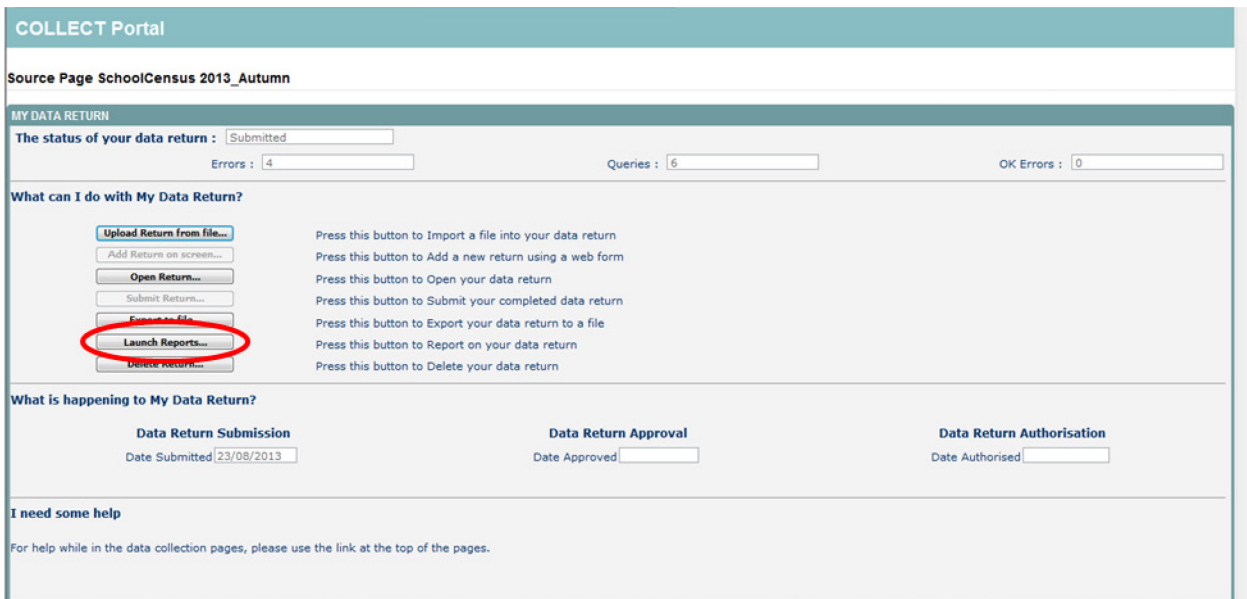 COLLECT Portal
Source Page SchoolCensus 2013_Autumn
MY DATA RETURN
The status of your data return : Submitted
Errors : 4 Queries : 6 OK Errors : 0
What can I do with My Data Return?
Upload Return from file... Press this button to Import a file into your data return
Add Return on screen... Press this button to Add a new return using a web form
Open Return... Press this button to Open your data return
Submit Return... Press this button to Submit your completed data return
Export to file... Press this button to Export your data return to a file
Launch Reports... Press this button to Report on your data return
Delete Return... Press this button to Delete your data return
What is happening to My Data Return?
Data Return Submission Data Return Approval Data Return Authorisation
Date Submitted 23/08/2013 Date Approved Date Authorised
I need some help
For help while in the data collection pages, please use the link at the top of the pages.